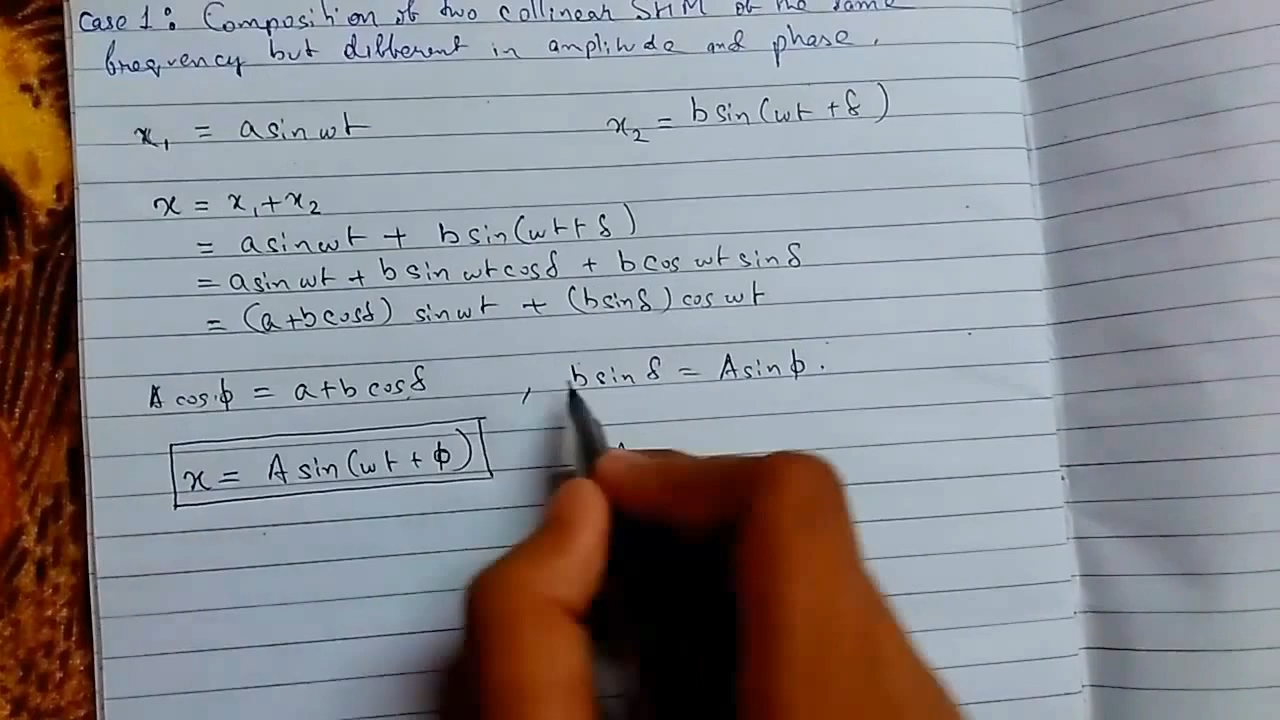 Case 1: Composition of two collinear SHM of the same
frequency but different in amplitude and phase.
x₁ = a sin ωt x₂ = b sin(ωt + δ)
x = x₁ + x₂
= a sin ωt + b sin(ωt + δ)
= a sin ωt + b sin ωt cos δ + b cos ωt sin δ
= (a + b cos δ) sin ωt + (b sin δ) cos ωt
A cos φ = a + b cos δ , b sin δ = A sin φ.
x = A sin(ωt + φ)